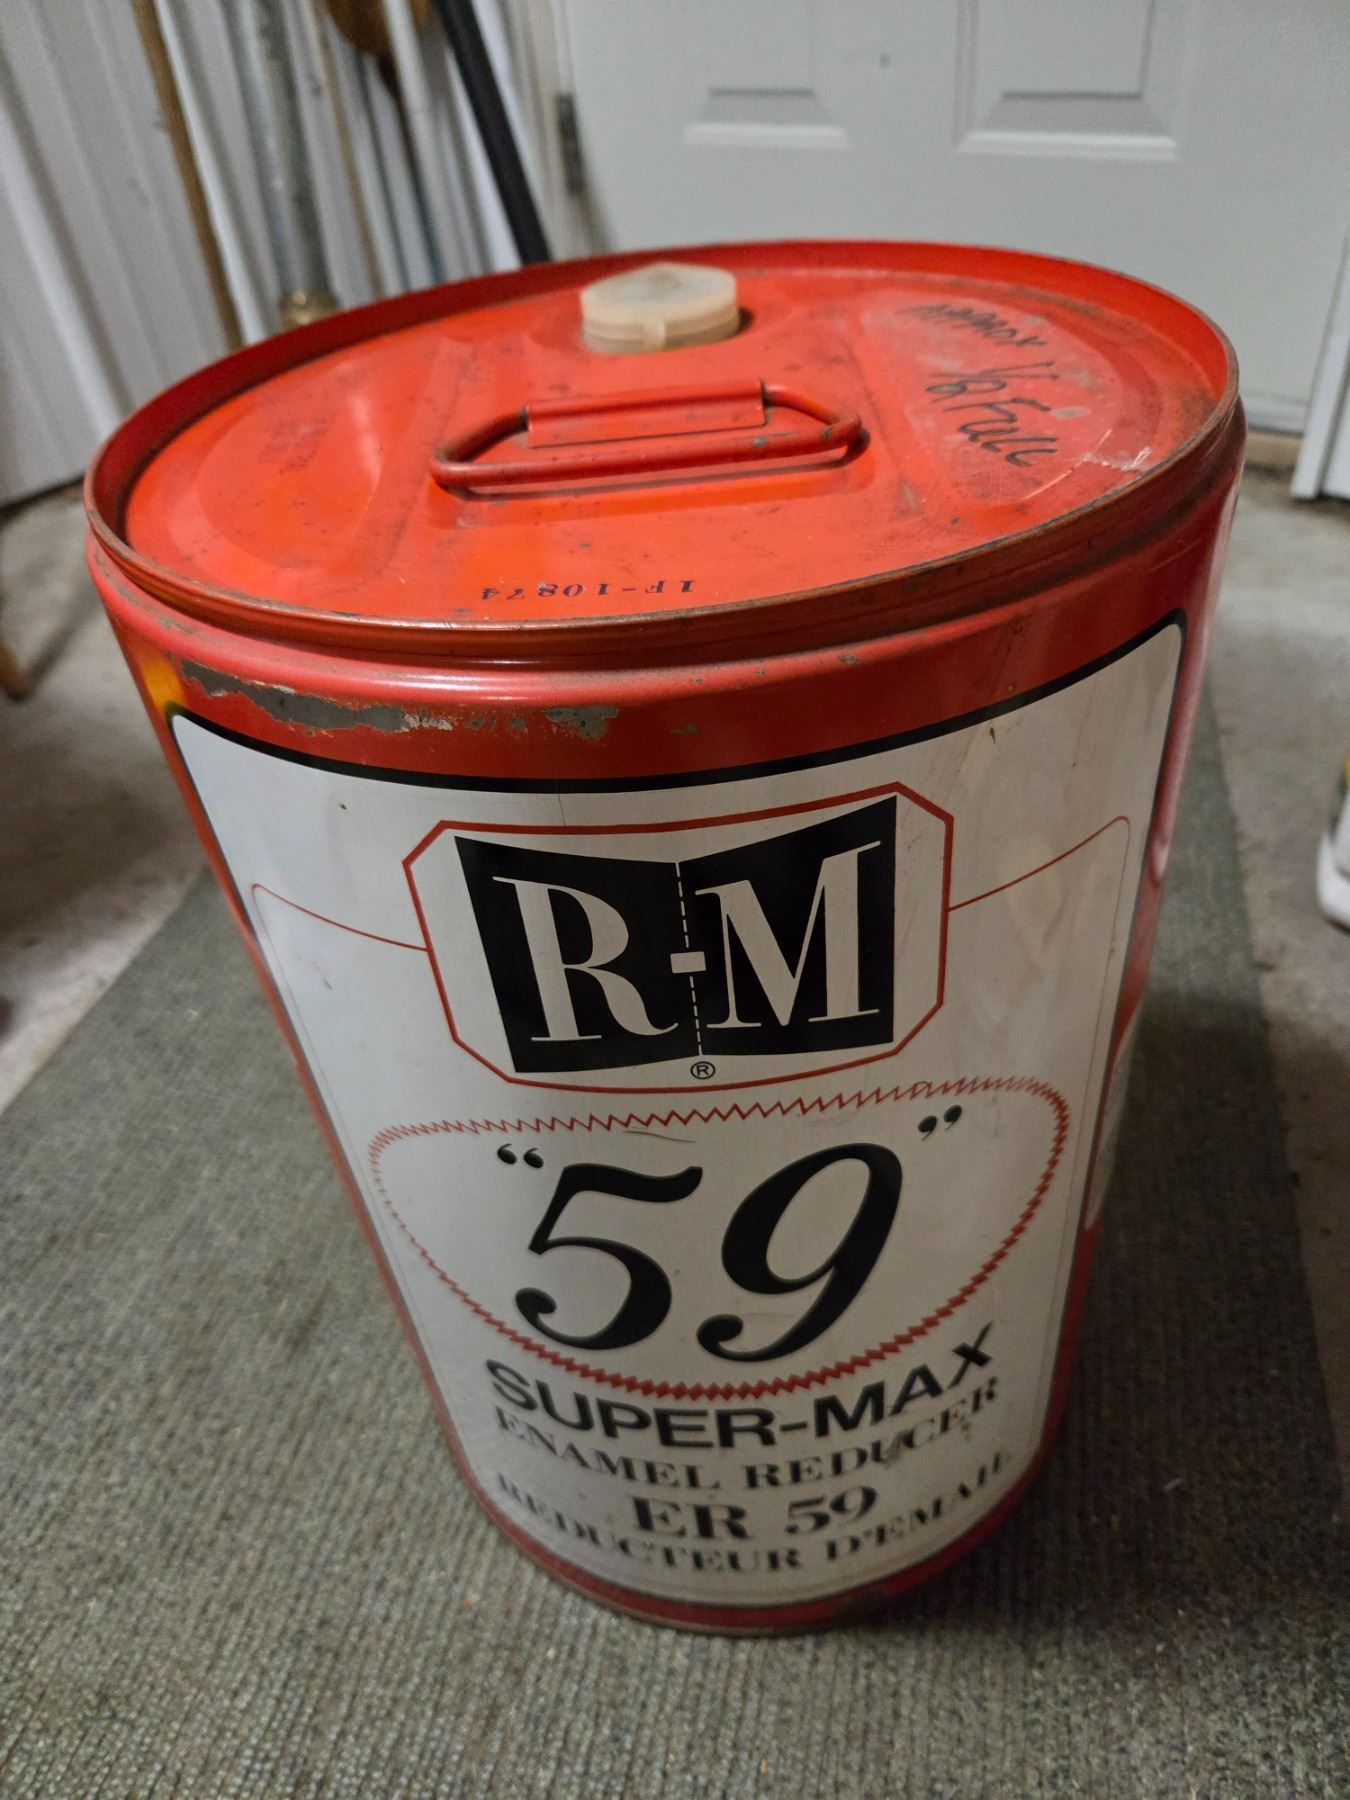 APPROX
1/2 FULL
1F-10874
R-M
®
“59”
SUPER-MAX
ENAMEL REDUCER
ER 59
REDUCTEUR D'EMAIL